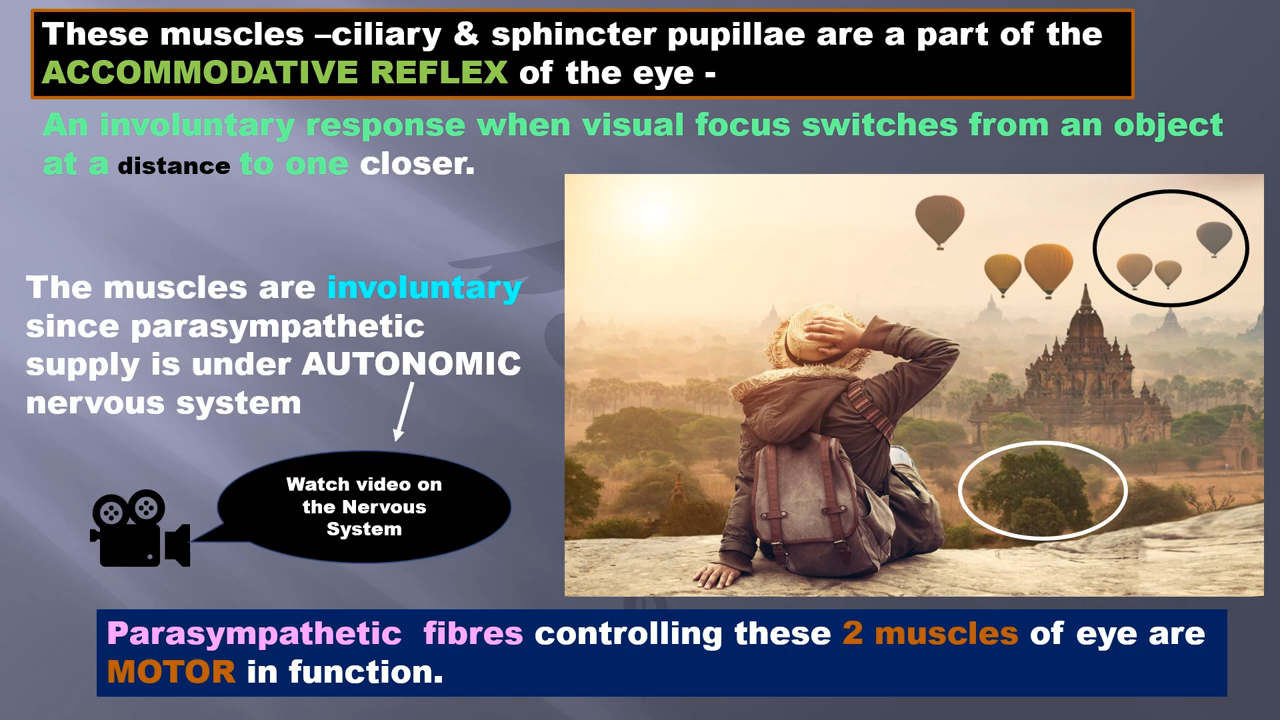 These muscles –ciliary & sphincter pupillae are a part of the
ACCOMMODATIVE REFLEX of the eye -
An involuntary response when visual focus switches from an object
at a distance to one closer.
The muscles are involuntary
since parasympathetic
supply is under AUTONOMIC
nervous system
Watch video on
the Nervous
System
Parasympathetic  fibres controlling these 2 muscles of eye are
MOTOR in function.